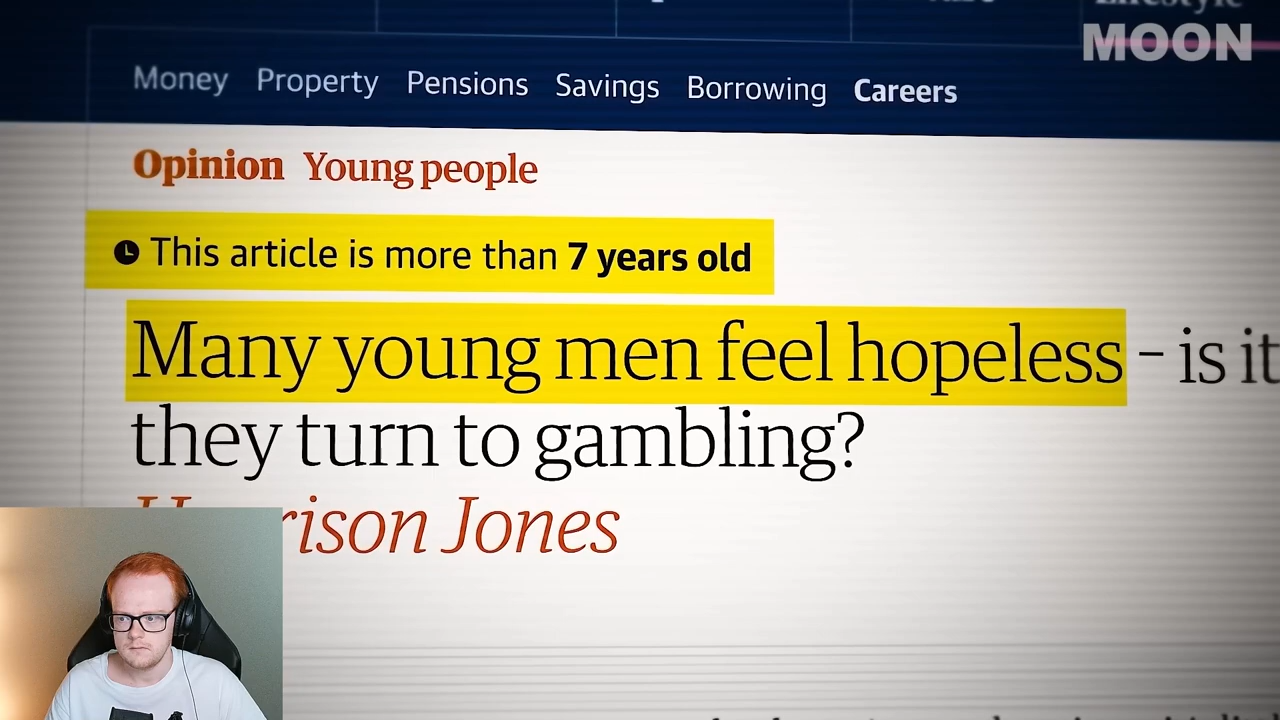 Lifestyle
MOON
Money Property Pensions Savings Borrowing Careers
Opinion Young people
This article is more than 7 years old
Many young men feel hopeless – is it
they turn to gambling?
Jones